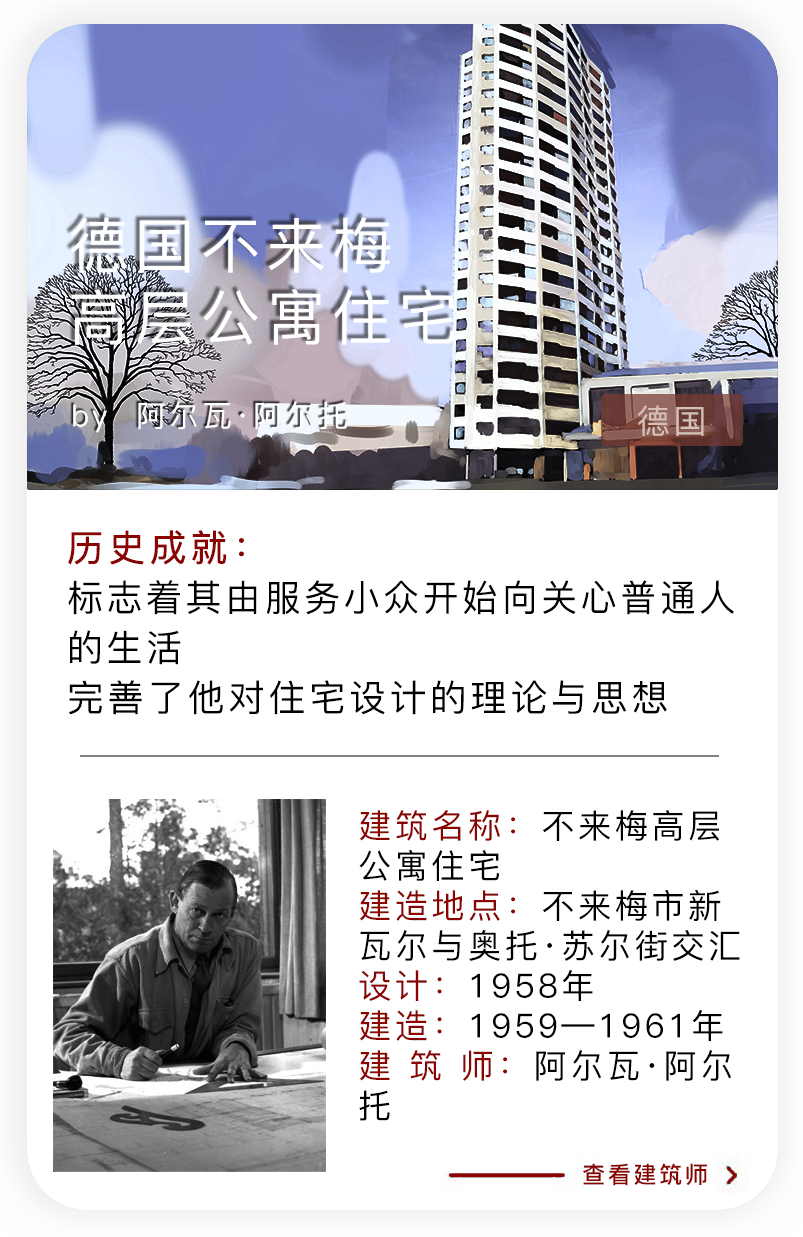 德国不来梅
高层公寓住宅
by 阿尔瓦·阿尔托
德国
历史成就：
标志着其由服务小众开始向关心普通人
的生活
完善了他对住宅设计的理论与思想
建筑名称：不来梅高层
公寓住宅
建造地点：不来梅市新
瓦尔与奥托·苏尔街交汇
设计：1958年
建造：1959—1961年
建 筑 师：阿尔瓦·阿尔
托
查看建筑师